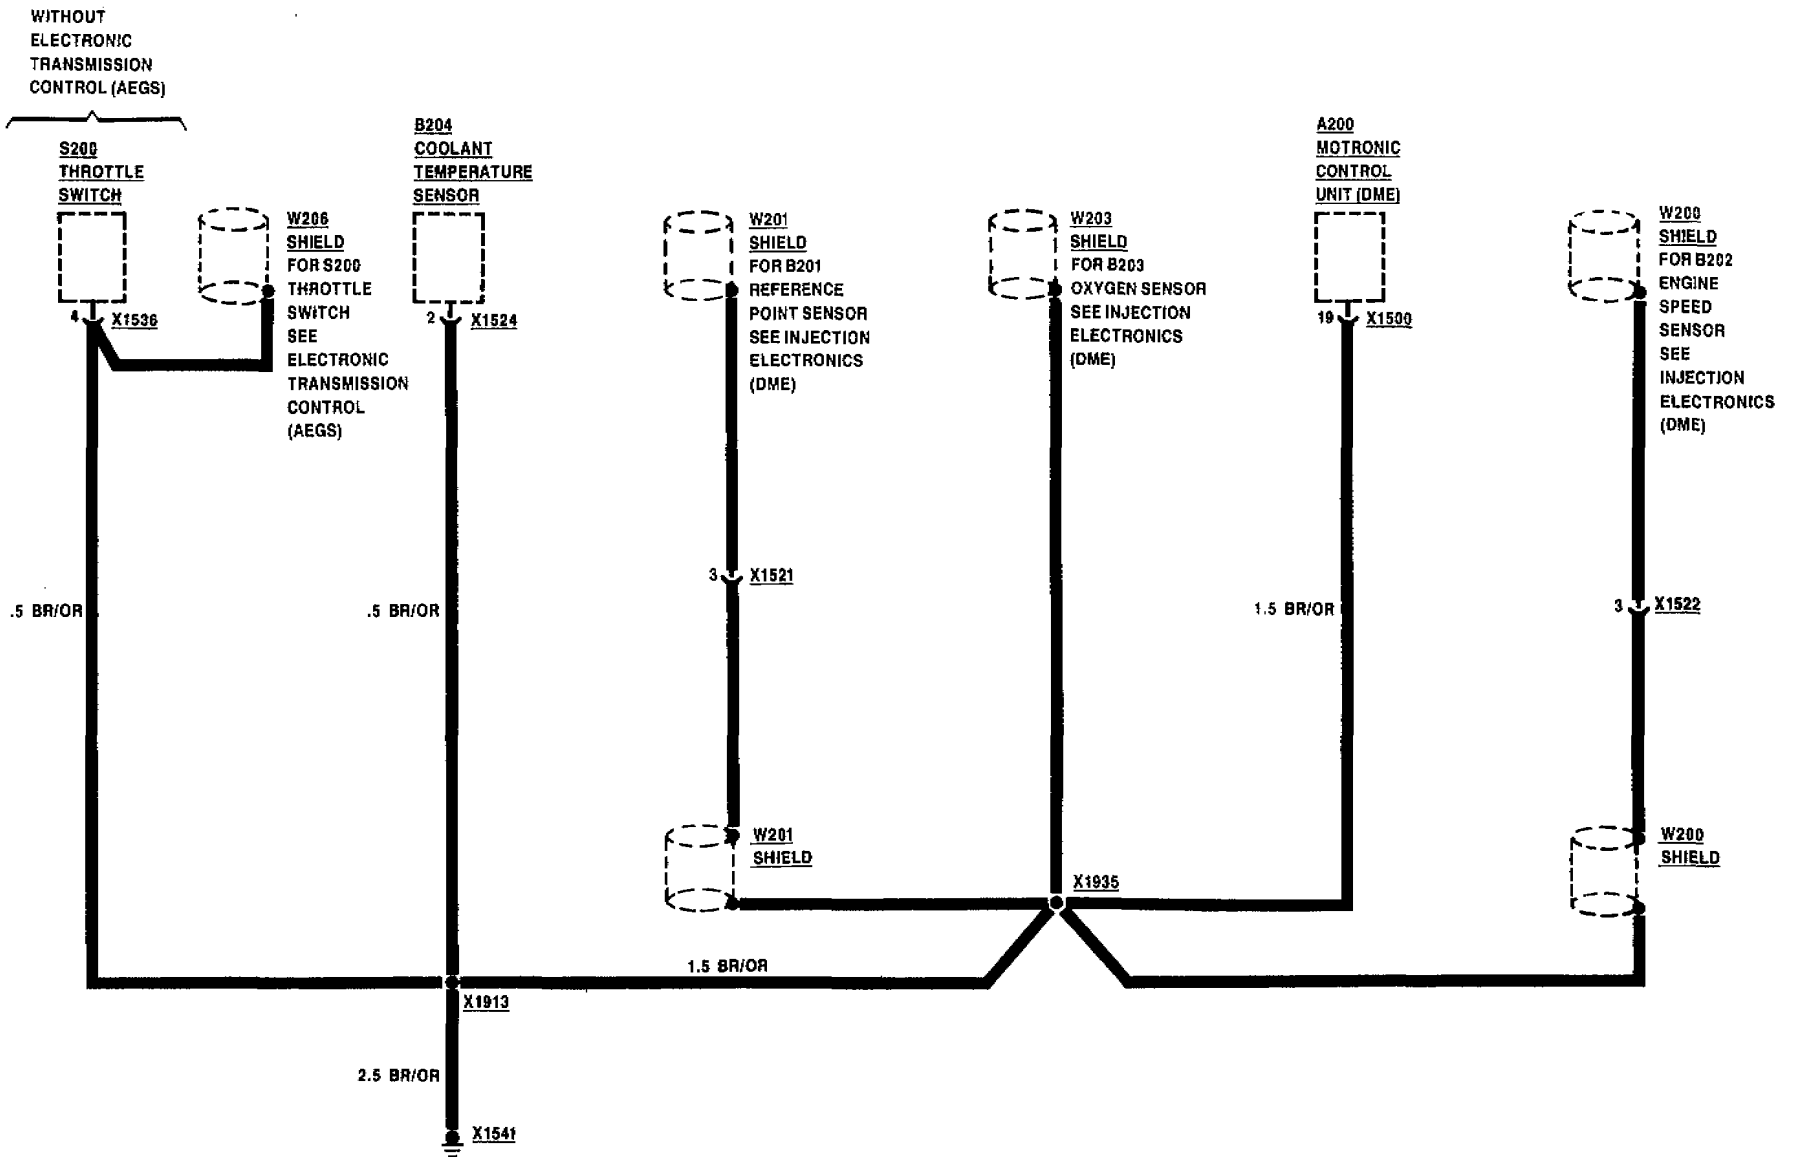 WITHOUT
ELECTRONIC
TRANSMISSION
CONTROL (AEGS)
S200
THROTTLE
SWITCH
4
X1536
W206
SHIELD
FOR S200
THROTTLE
SWITCH
SEE
ELECTRONIC
TRANSMISSION
CONTROL
(AEGS)
B204
COOLANT
TEMPERATURE
SENSOR
2
X1524
W201
SHIELD
FOR B201
REFERENCE
POINT SENSOR
SEE INJECTION
ELECTRONICS
(DME)
W203
SHIELD
FOR B203
OXYGEN SENSOR
SEE INJECTION
ELECTRONICS
(DME)
A200
MOTRONIC
CONTROL
UNIT (DME)
19
X1500
W200
SHIELD
FOR B202
ENGINE
SPEED
SENSOR
SEE
INJECTION
ELECTRONICS
(DME)
3
X1521
3
X1522
.5 BR/OR
.5 BR/OR
1.5 BR/OR
W201
SHIELD
W200
SHIELD
X1935
1.5 BR/OR
X1913
2.5 BR/OR
X1541